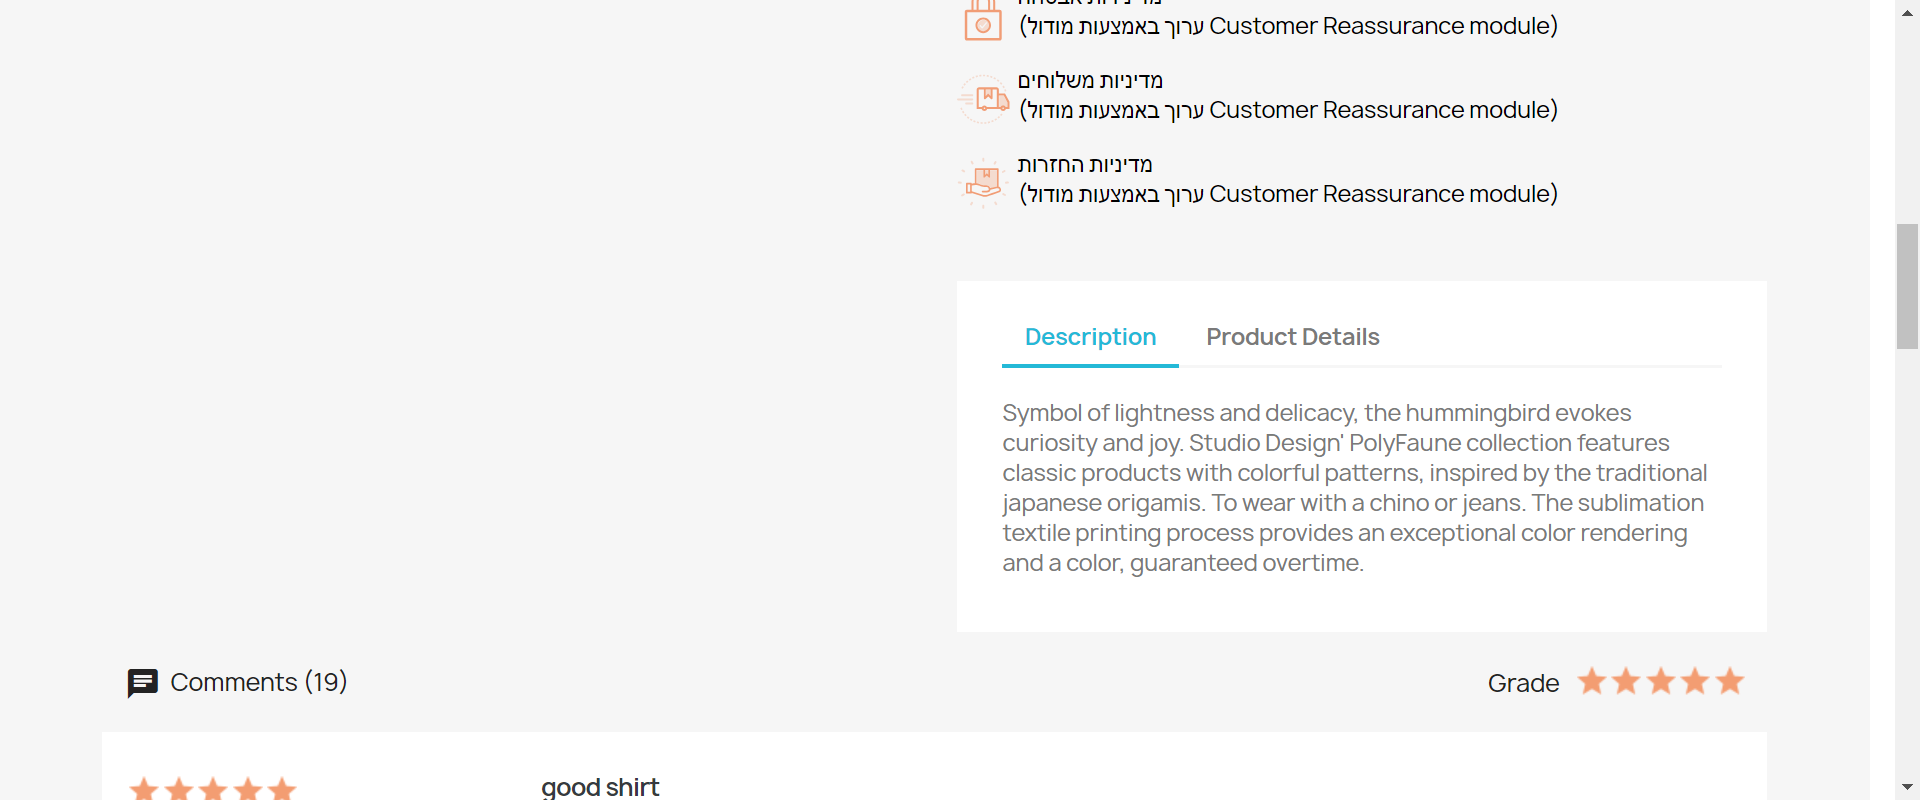 (ערוך באמצעות מודול Customer Reassurance module)
מדיניות משלוחים
(ערוך באמצעות מודול Customer Reassurance module)
מדיניות החזרות
(ערוך באמצעות מודול Customer Reassurance module)
Description
Product Details
Symbol of lightness and delicacy, the hummingbird evokes
curiosity and joy. Studio Design' PolyFaune collection features
classic products with colorful patterns, inspired by the traditional
japanese origamis. To wear with a chino or jeans. The sublimation
textile printing process provides an exceptional color rendering
and a color, guaranteed overtime.
Comments (19)
Grade
good shirt